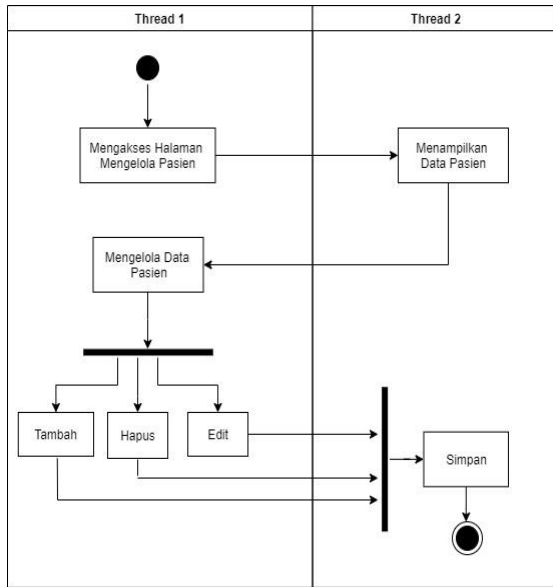 Thread 1
Thread 2
Mengakses Halaman
Mengelola Pasien
Menampilkan
Data Pasien
Mengelola Data
Pasien
Tambah
Hapus
Edit
Simpan